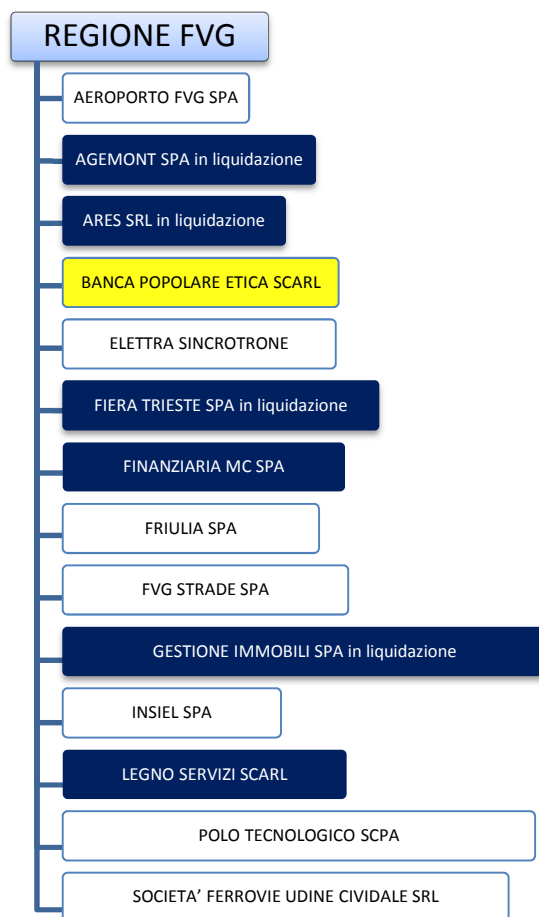 REGIONE FVG
AEROPORTO FVG SPA
AGEMONT SPA in liquidazione
ARES SRL in liquidazione
BANCA POPOLARE ETICA SCARL
ELETTRA SINCROTRONE
FIERA TRIESTE SPA in liquidazione
FINANZIARIA MC SPA
FRIULIA SPA
FVG STRADE SPA
GESTIONE IMMOBILI SPA in liquidazione
INSIEL SPA
LEGNO SERVIZI SCARL
POLO TECNOLOGICO SCPA
SOCIETA’ FERROVIE UDINE CIVIDALE SRL